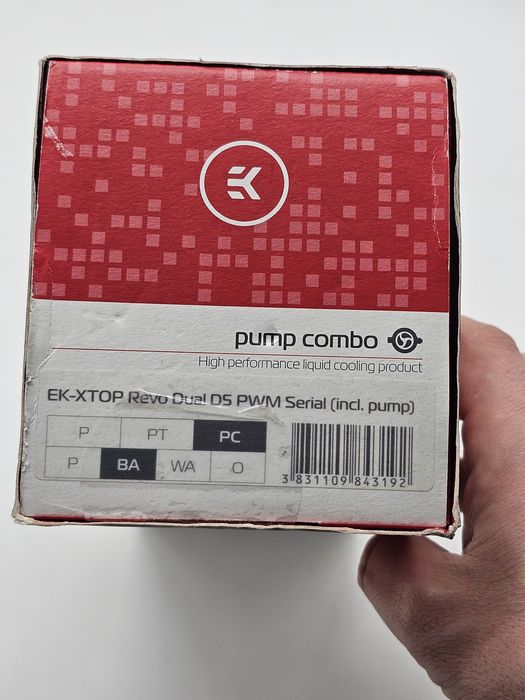 EK
pump combo
High performance liquid cooling product
EK-XTOP Revo Dual D5 PWM Serial (incl. pump)
P PT PC
P BA WA O
3 831109 843192